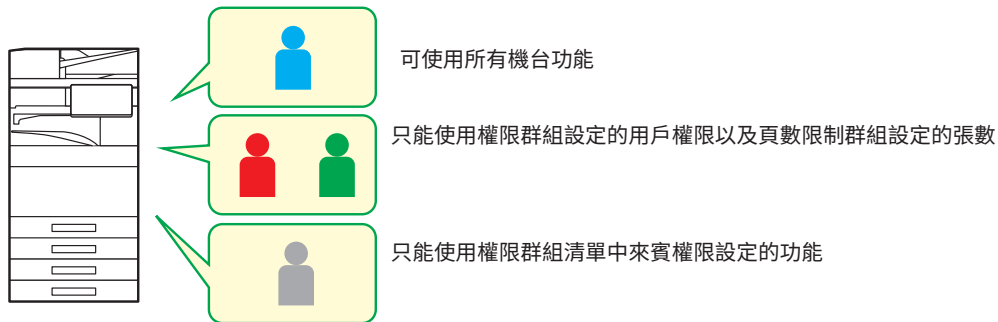 可使用所有機台功能
只能使用權限群組設定的用戶權限以及頁數限制群組設定的張數
只能使用權限群組清單中來賓權限設定的功能